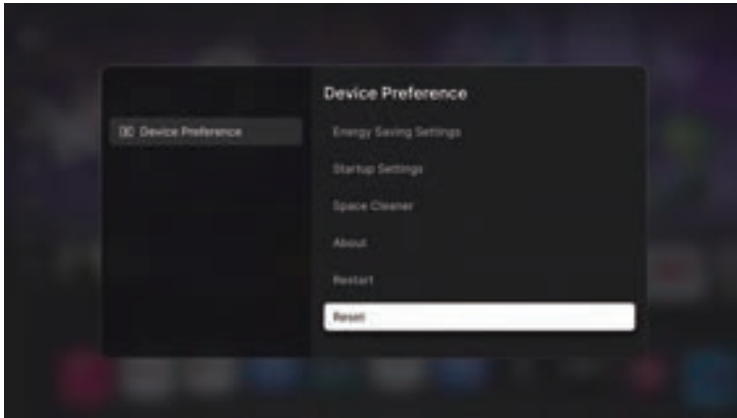 Device Preference
Device Preference
Energy Saving Settings
Startup Settings
Space Cleaner
About
Restart
Reset